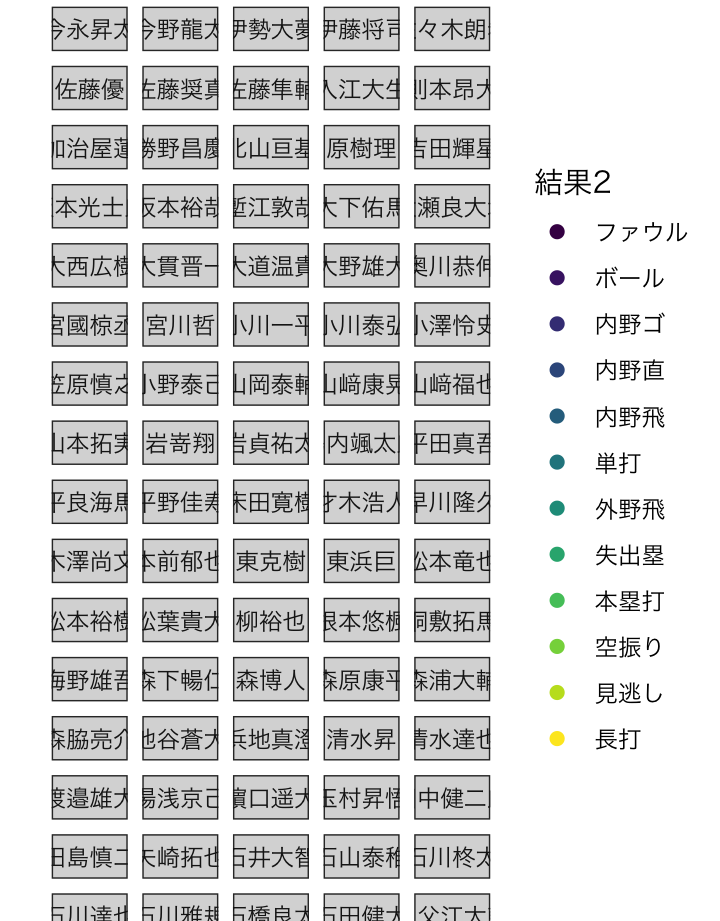 今永昇太 今野龍太 伊勢大夢 伊藤将司 々木朗
佐藤優 佐藤奨真 佐藤隼輔 入江大生 則本昂大
加治屋蓮 勝野昌慶 北山亘基 原樹理 吉田輝星
本光士 坂本裕哉 塹江敦哉 大下佑馬 瀬良大
大西広樹 大貫晋一 大道温貴 大野雄大 奥川恭伸
宮國椋丞 宮川哲 小川一平 小川泰弘 小澤怜史
笠原慎之 小野泰己 山岡泰輔 山﨑康晃 山﨑福也
山本拓実 岩嵜翔 岩貞祐太 内颯太 平田真吾
平良海馬 平野佳寿 床田寛樹 才木浩人 早川隆久
木澤尚文 本前郁也 東克樹 東浜巨 松本竜也
松本裕樹 松葉貴大 柳裕也 根本悠楓 桐敷拓馬
海野雄吾 森下暢仁 森博人 森原康平 森浦大輔
森脇亮介 池谷蒼大 浜地真澄 清水昇 清水達也
渡邉雄大 湯浅京己 濵口遥大 玉村昇悟 中健二
田島慎二 矢崎拓也 石井大智 石山泰稚 石川柊太
石川達也 石川雅規 石橋良太 石田健大 父江大
結果2
ファウル
ボール
内野ゴ
内野直
内野飛
単打
外野飛
失出塁
本塁打
空振り
見逃し
長打